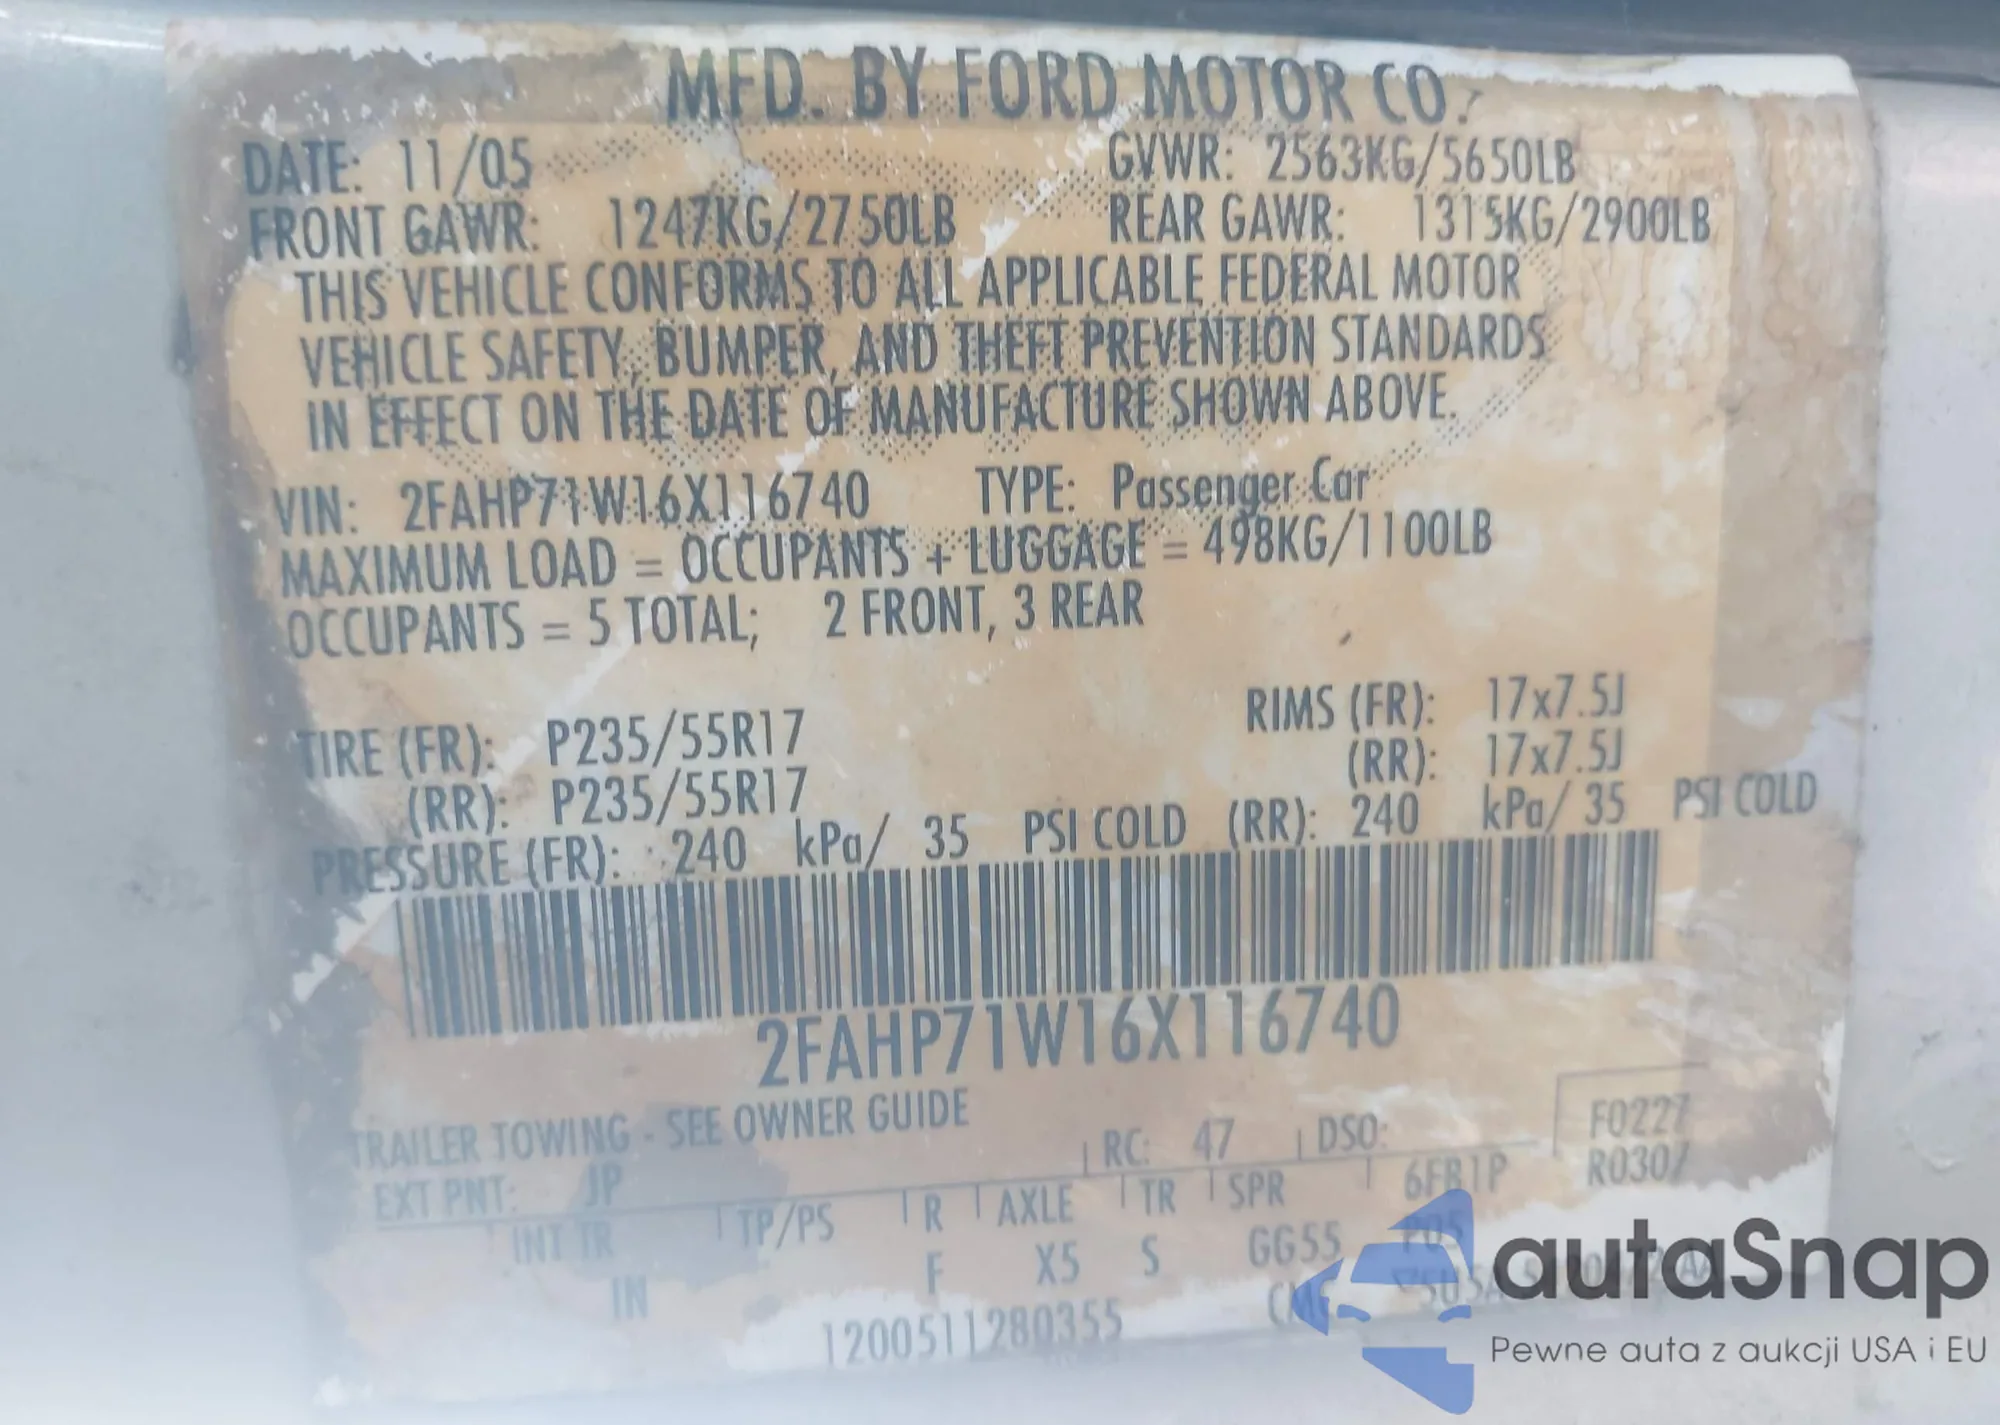 MFD. BY FORD MOTOR CO.
DATE: 11/05 GVWR: 2563KG/5650LB
FRONT GAWR: 1247KG/2750LB REAR GAWR: 1315KG/2900LB
THIS VEHICLE CONFORMS TO ALL APPLICABLE FEDERAL MOTOR
VEHICLE SAFETY, BUMPER, AND THEFT PREVENTION STANDARDS
IN EFFECT ON THE DATE OF MANUFACTURE SHOWN ABOVE.
VIN: 2FAHP71W16X116740 TYPE: Passenger Car
MAXIMUM LOAD = OCCUPANTS + LUGGAGE = 498KG/1100LB
OCCUPANTS = 5 TOTAL; 2 FRONT, 3 REAR
TIRE (FR): P235/55R17 RIMS (FR): 17x7.5J
(RR): P235/55R17 (RR): 17x7.5J
PRESSURE (FR): 240 kPa/ 35 PSI COLD (RR): 240 kPa/ 35 PSI COLD
2FAHP71W16X116740
TRAILER TOWING - SEE OWNER GUIDE
F0227
EXT PNT: JP RC: 47 DSO: R0307
INT TR TP/PS R AXLE TR SPR 6FB1P
IN F X5 S GG55
1200511280355
autaSnap
Pewne auta z aukcji USA i EU